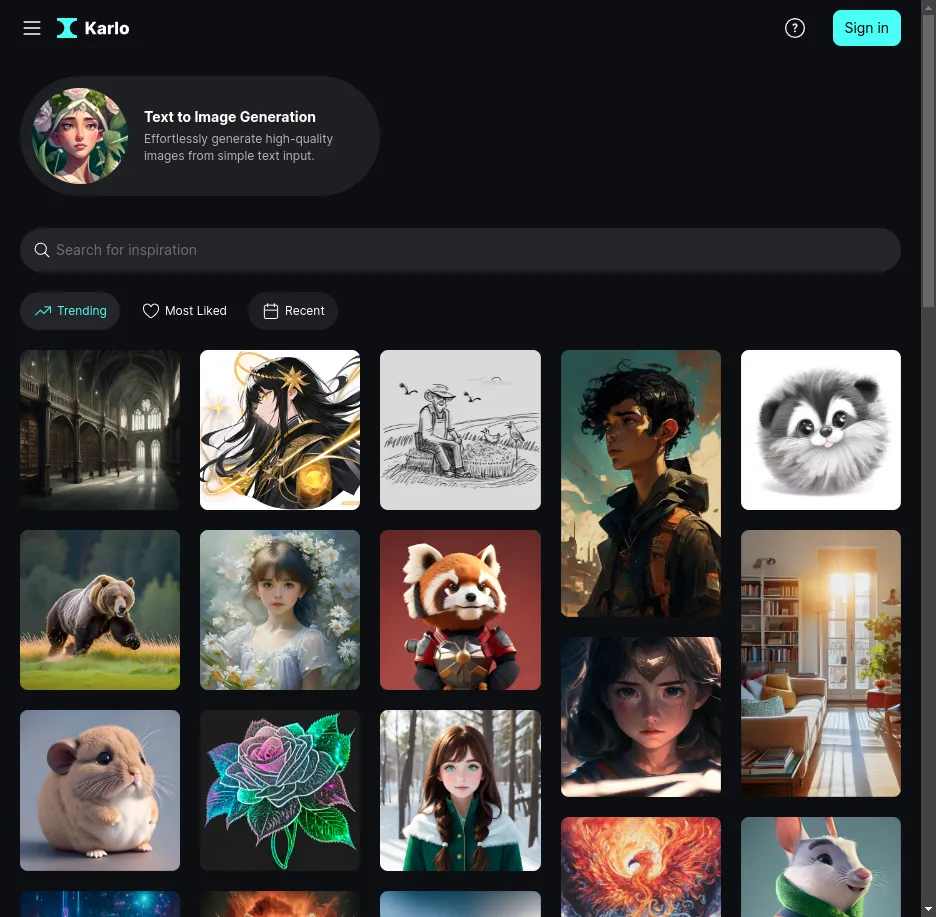 Karlo
?
Sign in
Text to Image Generation
Effortlessly generate high-quality
images from simple text input.
Search for inspiration
Trending
Most Liked
Recent